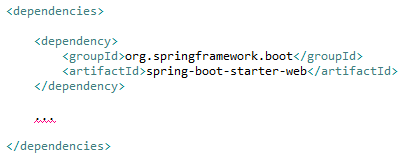 <dependencies>
<dependency>
<groupId>org.springframework.boot</groupId>
<artifactId>spring-boot-starter-web</artifactId>
</dependency>
...
</dependencies>